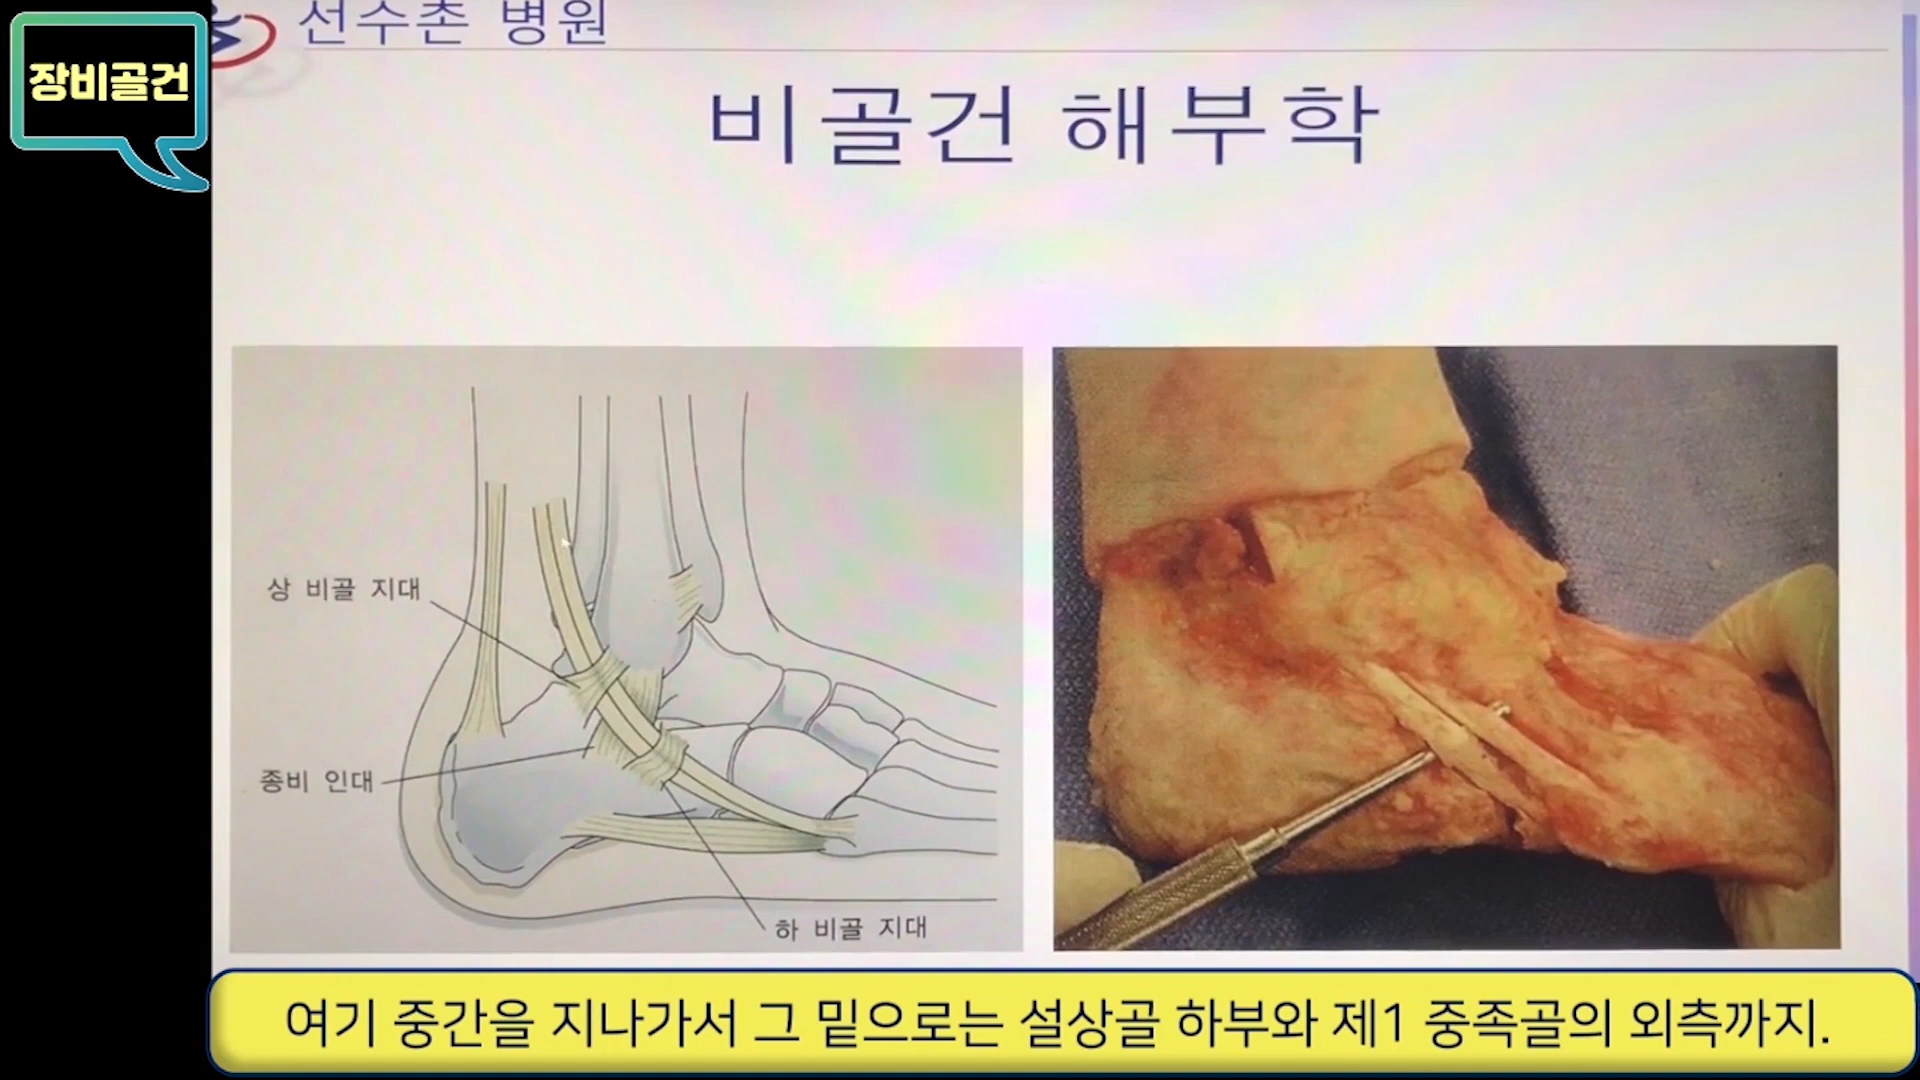 장비골건
선수촌 병원
비골건 해부학
상 비골 지대
종비 인대
하 비골 지대
여기 중간을 지나가서 그 밑으로는 설상골 하부와 제1 중족골의 외측까지.